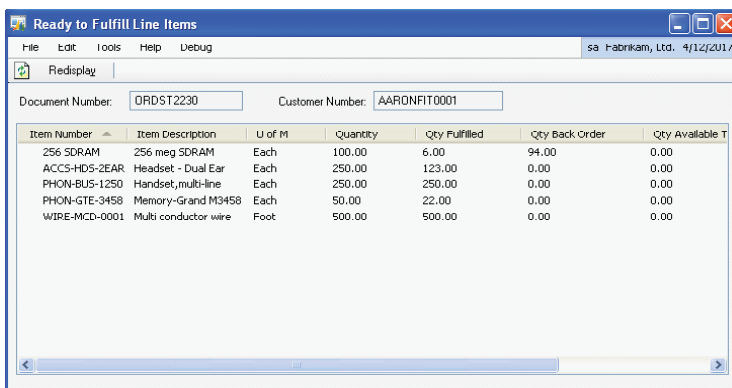 Ready to Fulfill Line Items
File Edit Tools Help Debug sa Fabrikam, Ltd. 4/12/2017
Redisplay
Document Number: ORDST2230 Customer Number: AARONFIT0001
Item Number Item Description U of M Quantity Qty Fulfilled Qty Back Order Qty Available T
256 SDRAM 256 meg SDRAM Each 100.00 6.00 94.00 0.00
ACCS-HDS-2EAR Headset - Dual Ear Each 250.00 123.00 0.00 0.00
PHON-BUS-1250 Handset,multi-line Each 250.00 250.00 0.00 0.00
PHON-GTE-3458 Memory-Grand M3458 Each 50.00 22.00 0.00 0.00
WIRE-MCD-0001 Multi conductor wire Foot 500.00 500.00 0.00 0.00